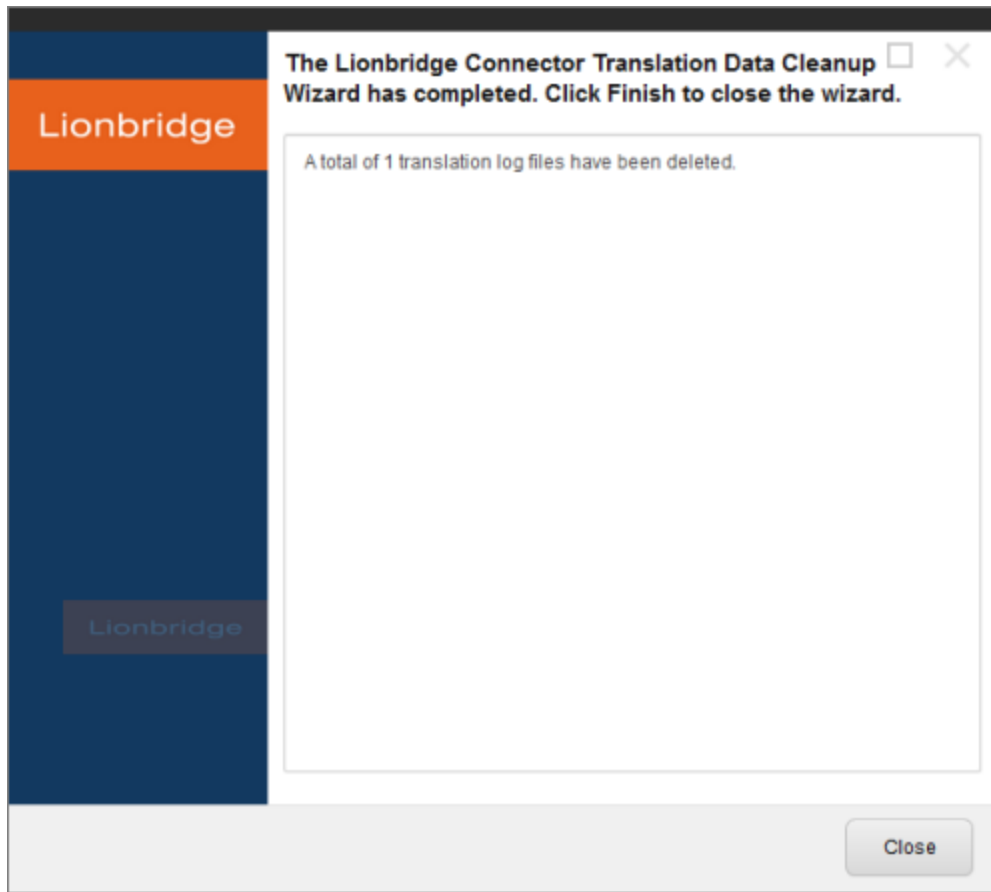 The Lionbridge Connector Translation Data Cleanup
Wizard has completed. Click Finish to close the wizard.
Lionbridge
A total of 1 translation log files have been deleted.
Lionbridge
Close